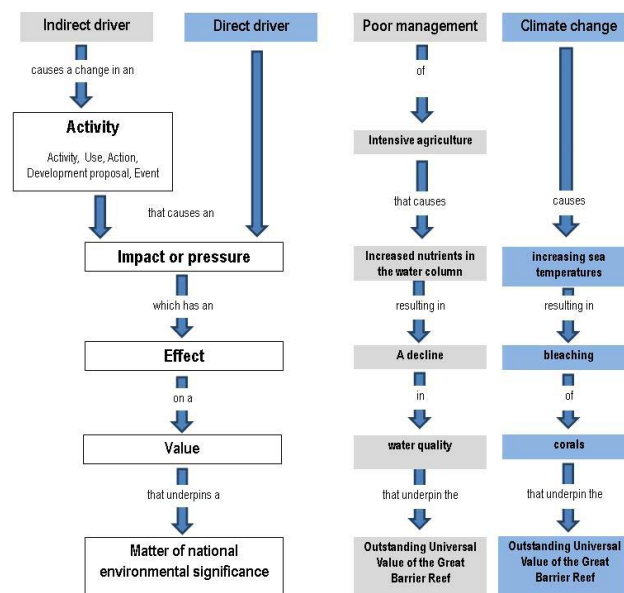 Indirect driver
Direct driver
causes a change in an
Activity
Activity, Use, Action,
Development proposal, Event
that causes an
Impact or pressure
which has an
Effect
on a
Value
that underpins a
Matter of national
environmental significance
Poor management
of
Intensive agriculture
that causes
Increased nutrients in
the water column
resulting in
A decline
in
water quality
that underpin the
Outstanding Universal
Value of the Great
Barrier Reef
Climate change
causes
increasing sea
temperatures
resulting in
bleaching
of
corals
that underpin the
Outstanding Universal
Value of the Great
Barrier Reef